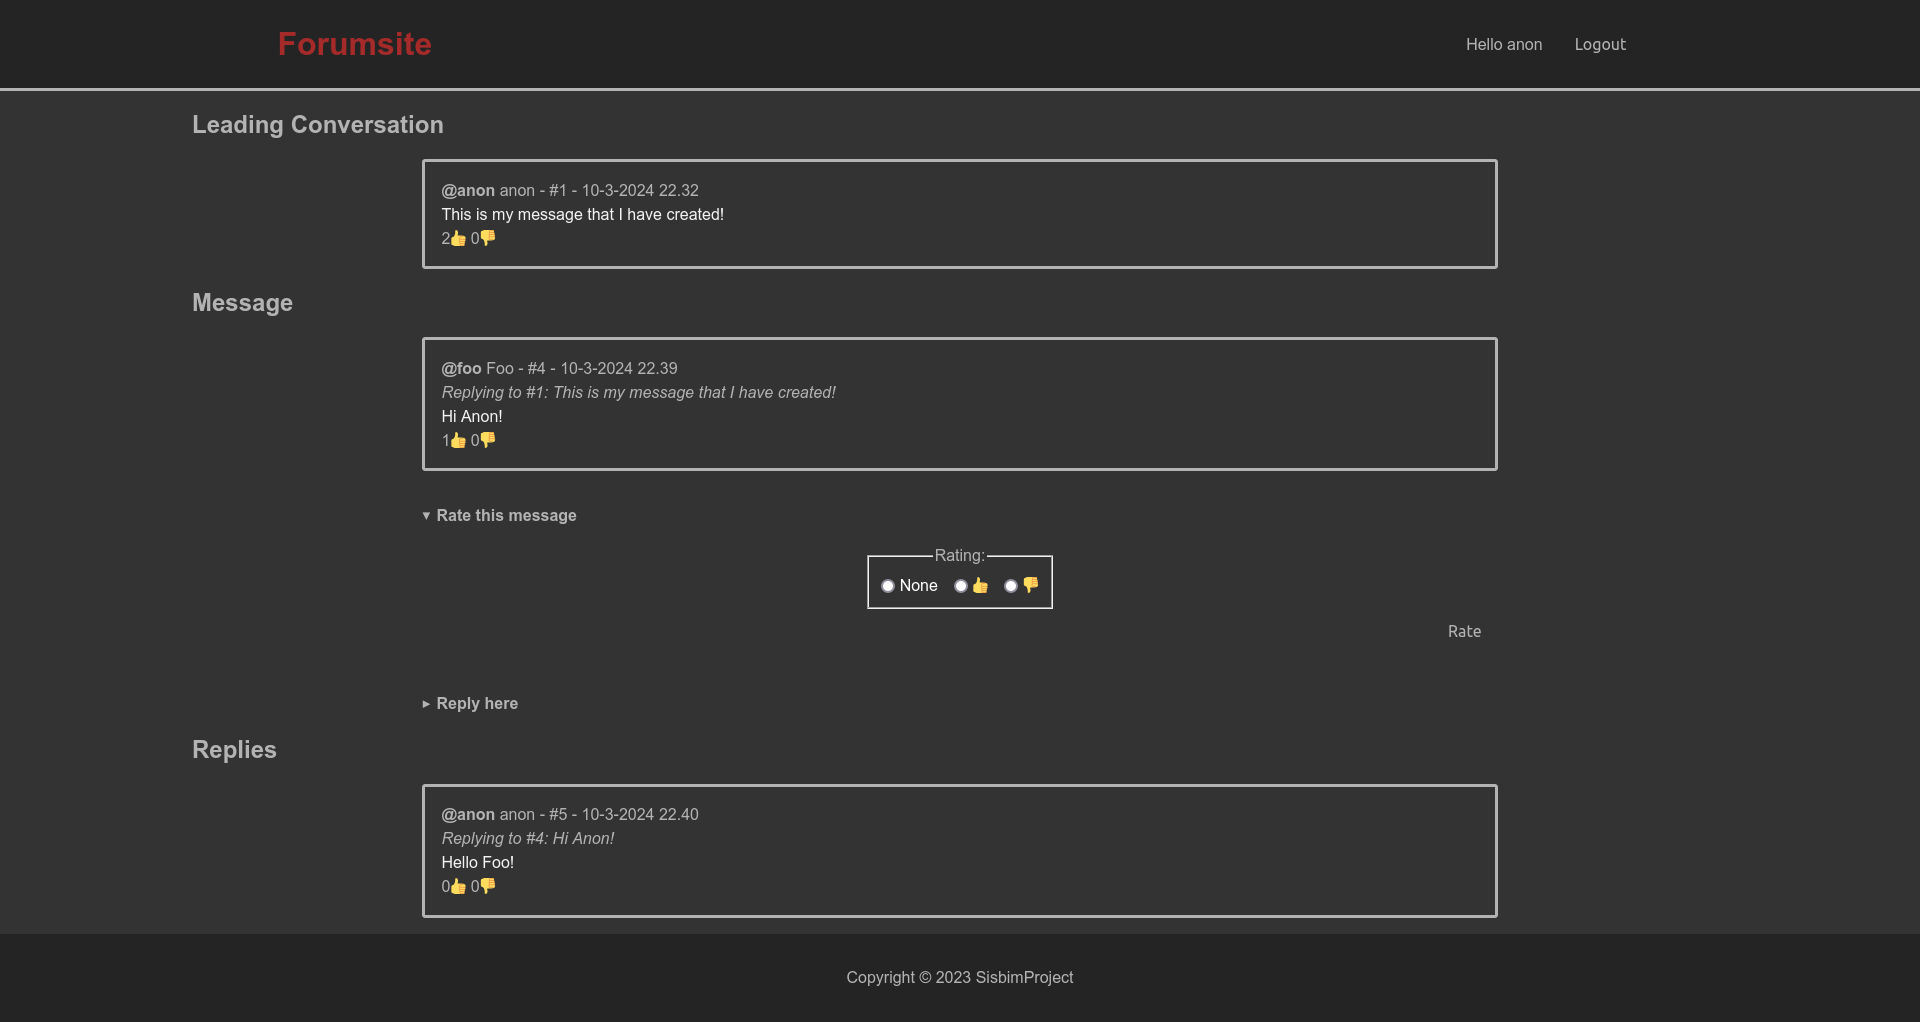 Forumsite
Hello anon Logout
Leading Conversation
@anon anon - #1 - 10-3-2024 22.32
This is my message that I have created!
2👍 0👎
Message
@foo Foo - #4 - 10-3-2024 22.39
Replying to #1: This is my message that I have created!
Hi Anon!
1👍 0👎
▾ Rate this message
Rating:
None 👍 👎
Rate
▸ Reply here
Replies
@anon anon - #5 - 10-3-2024 22.40
Replying to #4: Hi Anon!
Hello Foo!
0👍 0👎
Copyright © 2023 SisbimProject